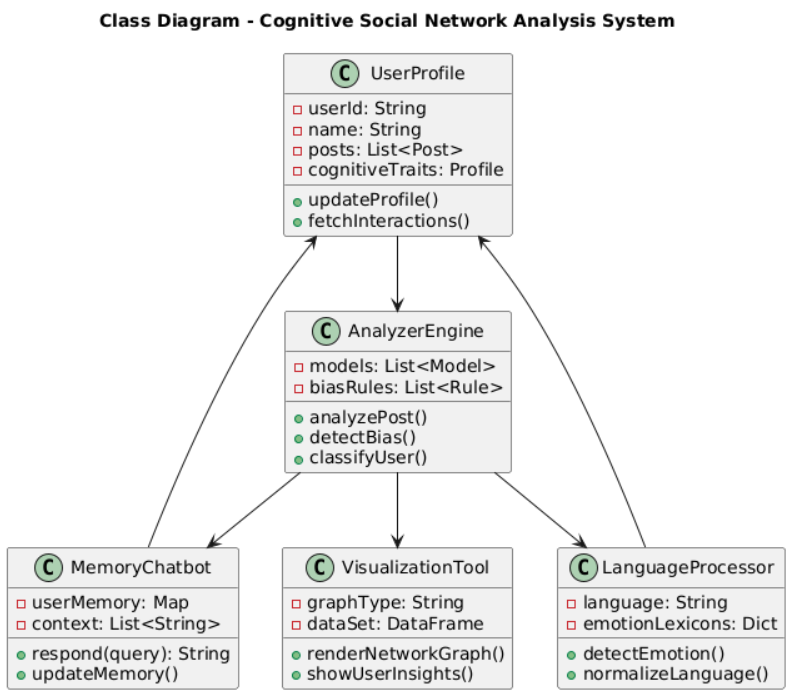 Class Diagram - Cognitive Social Network Analysis System
C UserProfile
userId: String
name: String
posts: List<Post>
cognitiveTraits: Profile
updateProfile()
fetchInteractions()
C AnalyzerEngine
models: List<Model>
biasRules: List<Rule>
analyzePost()
detectBias()
classifyUser()
C MemoryChatbot
userMemory: Map
context: List<String>
respond(query): String
updateMemory()
C VisualizationTool
graphType: String
dataSet: DataFrame
renderNetworkGraph()
showUserInsights()
C LanguageProcessor
language: String
emotionLexicons: Dict
detectEmotion()
normalizeLanguage()